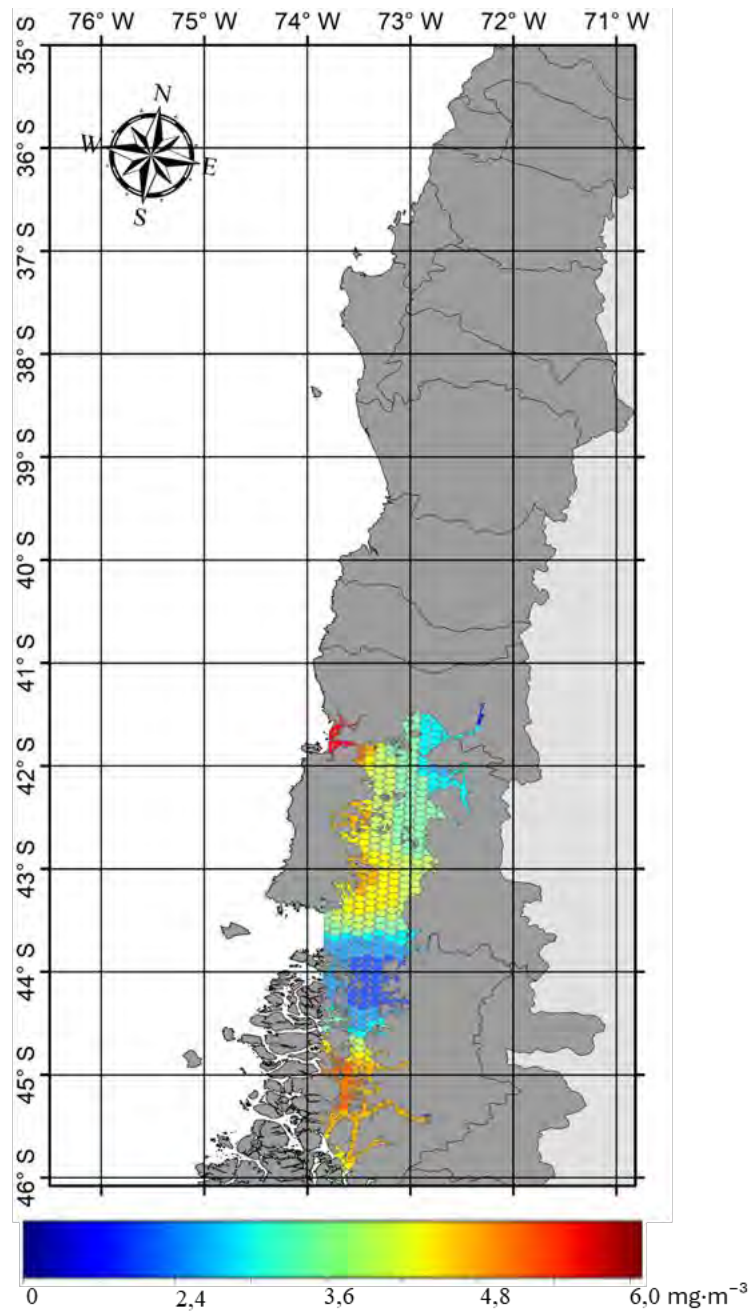 76° W 75° W 74° W 73° W 72° W 71° W
35° S
N
W
E
S
36° S
37° S
38° S
39° S
40° S
41° S
42° S
43° S
44° S
45° S
46° S
0 2,4 3,6 4,8 6,0 mg·m⁻³